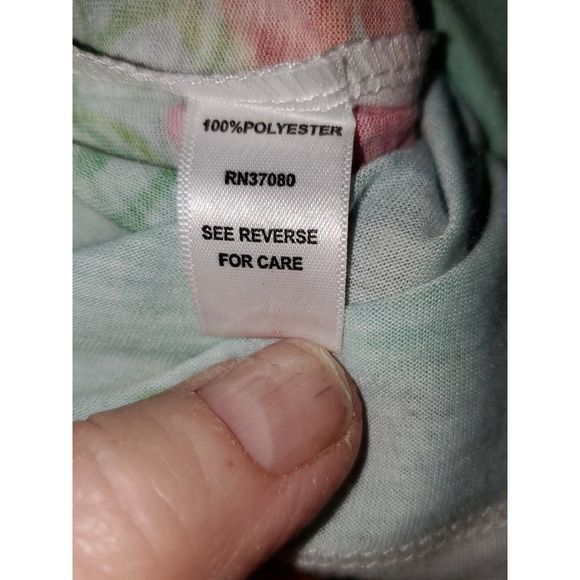 100%POLYESTER
RN37080
SEE REVERSE
FOR CARE